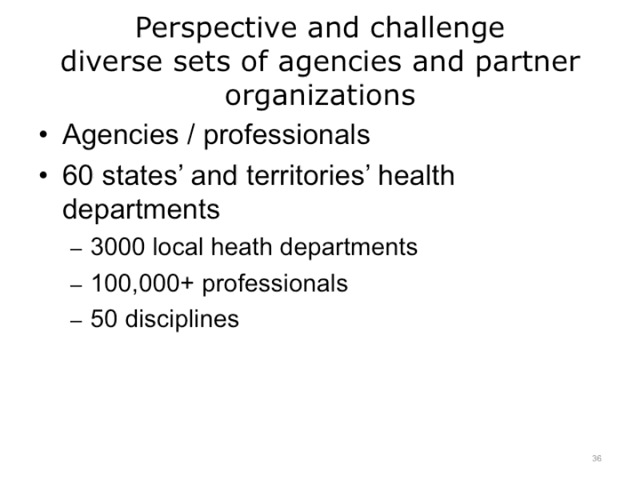 Perspective and challenge
diverse sets of agencies and partner
organizations
• Agencies / professionals
• 60 states’ and territories’ health
departments
– 3000 local heath departments
– 100,000+ professionals
– 50 disciplines
36